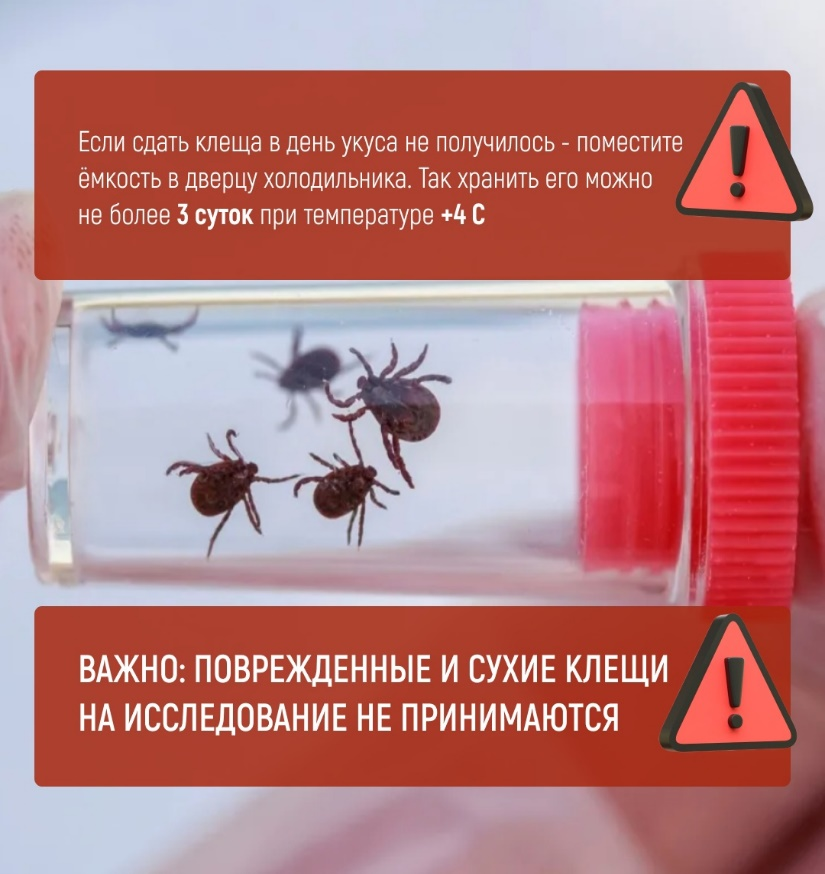 Если сдать клеща в день укуса не получилось - поместите
ёмкость в дверцу холодильника. Так хранить его можно
не более 3 суток при температуре +4 С
ВАЖНО: ПОВРЕЖДЕННЫЕ И СУХИЕ КЛЕЩИ
НА ИССЛЕДОВАНИЕ НЕ ПРИНИМАЮТСЯ